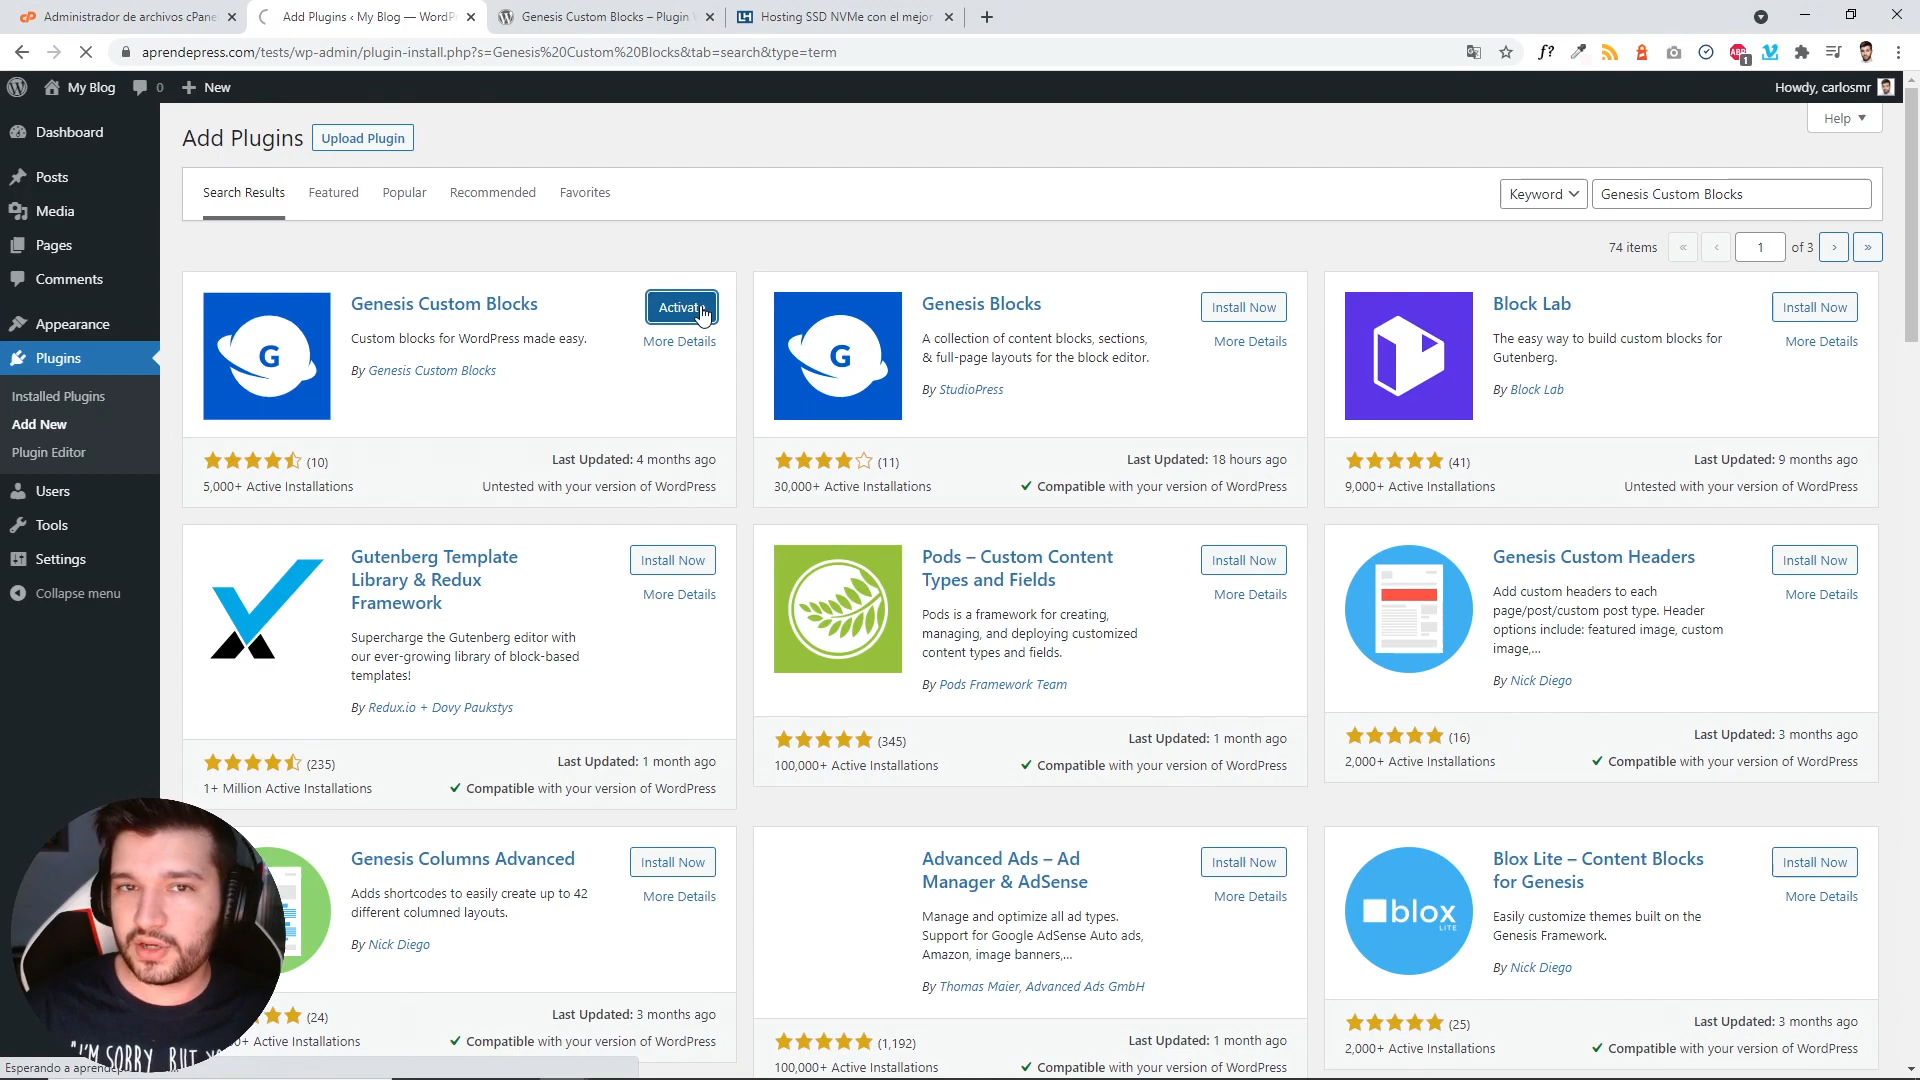 Administrador de archivos cPane
Add Plugins ‹ My Blog — WordPr
Genesis Custom Blocks – Plugin W
Hosting SSD NVMe con el mejor
aprendepress.com/tests/wp-admin/plugin-install.php?s=Genesis%20Custom%20Blocks&tab=search&type=term
f?
ABP
1
My Blog
0
New
Howdy, carlosmr
Dashboard
Posts
Media
Pages
Comments
Appearance
Plugins
Installed Plugins
Add New
Plugin Editor
Users
Tools
Settings
Collapse menu
Help
Add Plugins
Upload Plugin
Search Results
Featured
Popular
Recommended
Favorites
Keyword
Genesis Custom Blocks
74 items « ‹ 1 of 3 › »
G
Genesis Custom Blocks
Activat
Custom blocks for WordPress made easy.
More Details
By Genesis Custom Blocks
(10)
Last Updated: 4 months ago
5,000+ Active Installations
Untested with your version of WordPress
G
Genesis Blocks
Install Now
A collection of content blocks, sections,
& full-page layouts for the block editor.
More Details
By StudioPress
(11)
Last Updated: 18 hours ago
30,000+ Active Installations
Compatible with your version of WordPress
Block Lab
Install Now
The easy way to build custom blocks for
Gutenberg.
More Details
By Block Lab
(41)
Last Updated: 9 months ago
9,000+ Active Installations
Untested with your version of WordPress
Gutenberg Template
Library & Redux
Framework
Install Now
More Details
Supercharge the Gutenberg editor with
our ever-growing library of block-based
templates!
By Redux.io + Dovy Paukstys
(235)
Last Updated: 1 month ago
1+ Million Active Installations
Compatible with your version of WordPress
Pods – Custom Content
Types and Fields
Install Now
More Details
Pods is a framework for creating,
managing, and deploying customized
content types and fields.
By Pods Framework Team
(345)
Last Updated: 1 month ago
100,000+ Active Installations
Compatible with your version of WordPress
Genesis Custom Headers
Install Now
More Details
Add custom headers to each
page/post/custom post type. Header
options include: featured image, custom
image,...
By Nick Diego
(16)
Last Updated: 3 months ago
2,000+ Active Installations
Compatible with your version of WordPress
Genesis Columns Advanced
Install Now
More Details
Adds shortcodes to easily create up to 42
different columned layouts.
By Nick Diego
(24)
Last Updated: 3 months ago
0+ Active Installations
Compatible with your version of WordPress
Advanced Ads – Ad
Manager & AdSense
Install Now
More Details
Manage and optimize all ad types.
Support for Google AdSense Auto ads,
Amazon, image banners,...
By Thomas Maier, Advanced Ads GmbH
(1,192)
Last Updated: 1 month ago
100,000+ Active Installations
Compatible with your version of WordPress
blox
LITE
Blox Lite – Content Blocks
for Genesis
Install Now
More Details
Easily customize themes built on the
Genesis Framework.
By Nick Diego
(25)
Last Updated: 3 months ago
2,000+ Active Installations
Compatible with your version of WordPress
"I'M SORRY, BUT
Esperando a aprende